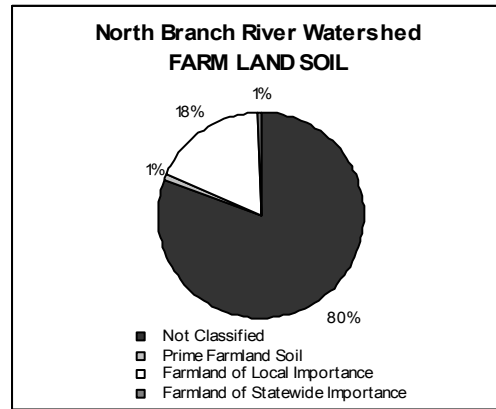 North Branch River Watershed
FARM LAND SOIL
1%
18%
1%
80%
Not Classified
Prime Farmland Soil
Farmland of Local Importance
Farmland of Statewide Importance